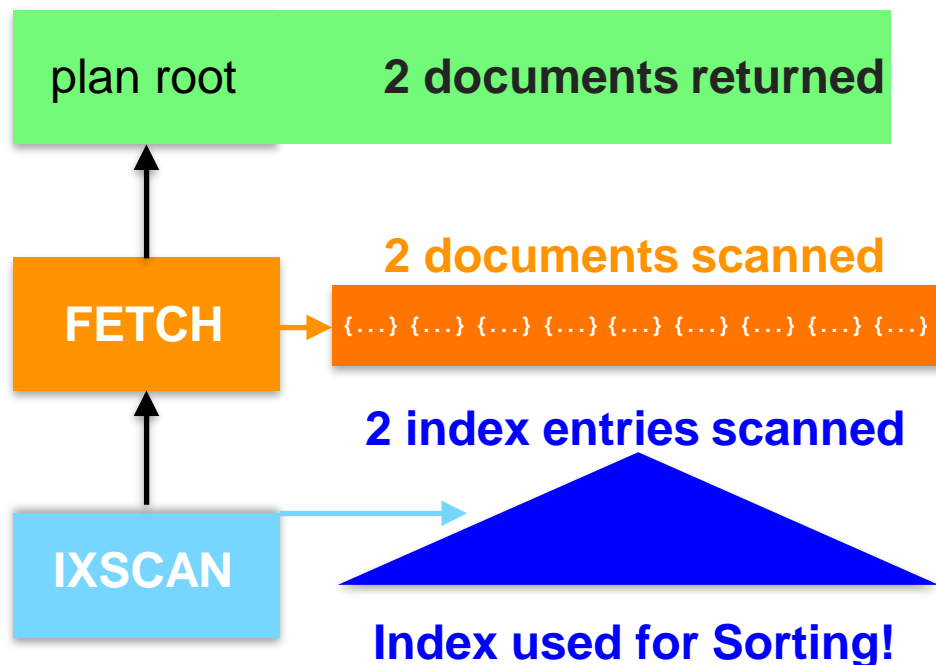 plan root 2 documents returned
2 documents scanned
FETCH {...} {...} {...} {...} {...} {...} {...} {...} {...}
2 index entries scanned
IXSCAN
Index used for Sorting!